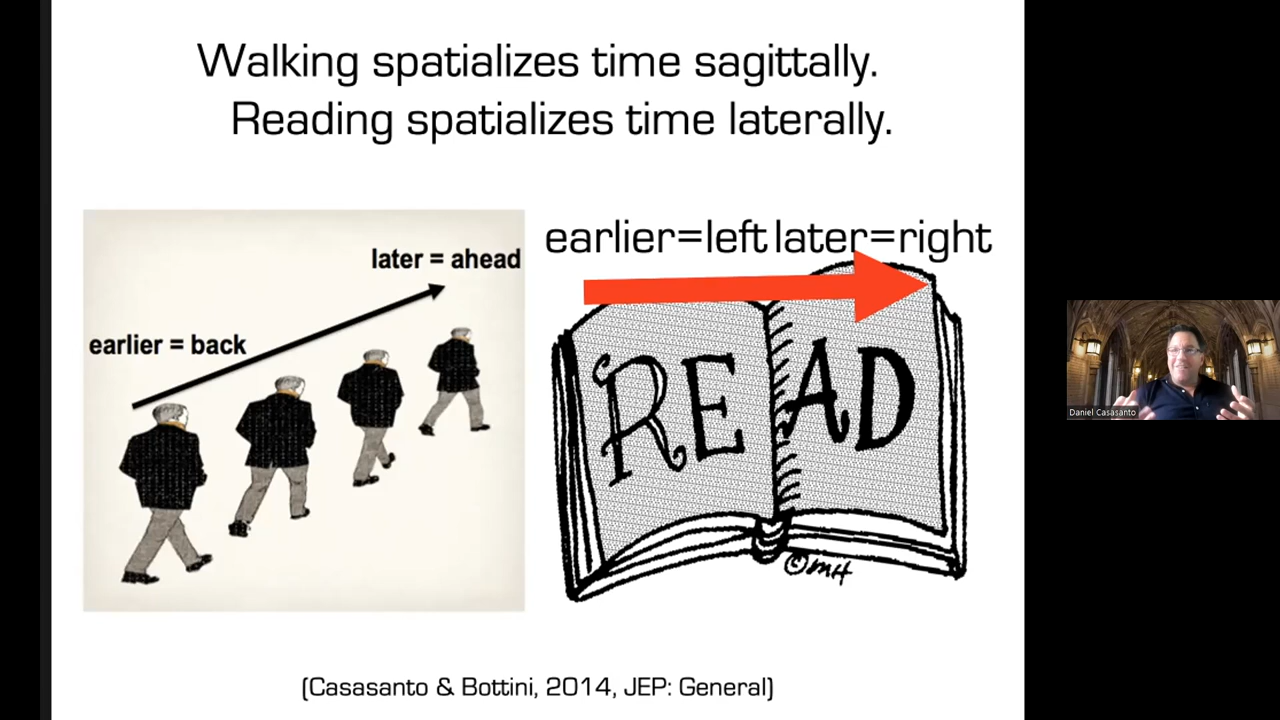 Walking spatializes time sagittally.
Reading spatializes time laterally.
later = ahead
earlier = back
earlier=left later=right
READ
©MH
(Casasanto & Bottini, 2014, JEP: General)
Daniel Casasanto